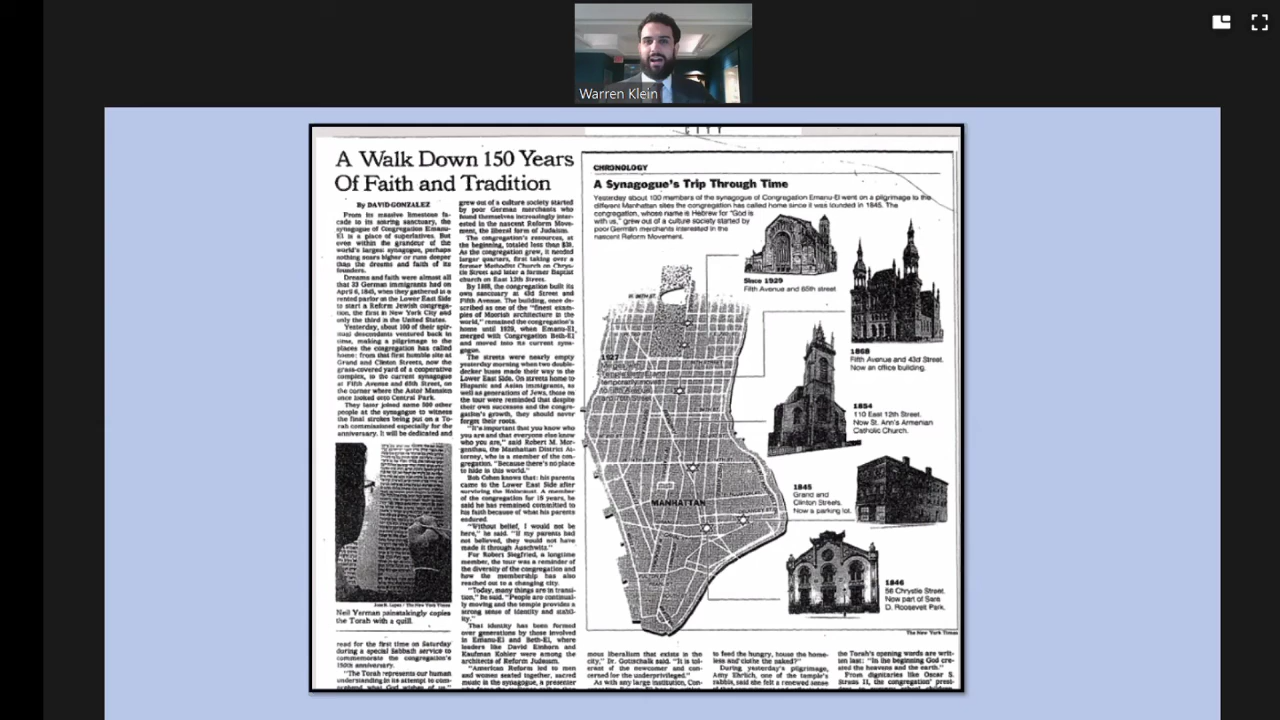 Warren Klein
CITY
A Walk Down 150 Years
Of Faith and Tradition
By DAVID GONZALEZ
From its massive limestone fa-
cade to its soaring sanctuary, the
synagogue of Congregation Emanu-
El is a place of superlatives. But
even within the grandeur of the
world's largest synagogue, perhaps
nothing soars higher or runs deeper
than the dreams and faith of its
founders.
Dreams and faith were almost all
that 33 German immigrants had on
April 6, 1845, when they gathered in a
rented parlor on the Lower East Side
to start a Reform Jewish congrega-
tion, the first in New York City and
only the third in the United States.
Yesterday, about 100 of their spir-
itual descendants ventured back in
time, making a pilgrimage to the
places the congregation has called
home: from that first humble site at
Grand and Clinton Streets, now the
grass-covered yard of a cooperative
complex, to the current synagogue
at Fifth Avenue and 65th Street, on
the corner where the Astor Mansion
once looked onto Central Park.
They later joined some 500 other
people at the synagogue to witness
the final strokes being put on a To-
rah commissioned especially for the
anniversary. It will be dedicated and
The New York Times
Neil Yerman painstakingly copies
the Torah with a quill.
read for the first time on Saturday
during a special Sabbath service to
commemorate the congregation's
150th anniversary.
"The Torah represents our human
understanding in its attempt to com-
prehend what God wishes of us,"
grew out of a culture society started
by poor German merchants who
found themselves increasingly inter-
ested in the nascent Reform Move-
ment, the liberal form of Judaism.
The congregation's resources, at
the beginning, totaled less than $30.
As the congregation grew, it needed
larger quarters, first taking over a
former Methodist Church on Chrys-
tie Street and later a former Baptist
church on East 12th Street.
By 1868, the congregation built its
own sanctuary at 43d Street and
Fifth Avenue. The building, once de-
scribed as one of the "finest exam-
ples of Moorish architecture in the
world," remained the congregation's
home until 1929, when Emanu-El
merged with Congregation Beth-El
and moved into its current syna-
gogue.
The streets were nearly empty
yesterday morning when two double-
decker buses made their way to the
Lower East Side. On streets home to
Hispanic and Asian immigrants, as
well as generations of Jews, those on
the tour were reminded that despite
their own successes and the congre-
gation's growth, they should never
forget their roots.
"It's important that you know who
you are and that everyone else know
who you are," said Robert M. Mor-
genthau, the Manhattan District At-
torney, who is a member of the con-
gregation. "Because there's no place
to hide in this world."
Bob Cohen knows that: his parents
came to the Lower East Side after
surviving the Holocaust. A member
of the congregation for 15 years, he
said he has remained committed to
his faith because of what his parents
endured.
"Without belief, I would not be
here," he said. "If my parents had
not believed, they would not have
made it through Auschwitz."
For Robert Siegfried, a longtime
member, the tour was a reminder of
the diversity of the congregation and
how the membership has also
reached out to a changing city.
"Today, many things are in transi-
tion," he said. "People are continual-
ly moving and the temple provides a
strong sense of identity and stabil-
ity."
That identity has been formed
over generations by those involved
in Emanu-El and Beth-El, where
leaders like David Einhorn and
Kaufman Kohler were among the
architects of Reform Judaism.
"American Reform led to men
and women seated together, sacred
music in the synagogue, a presenter
CHRONOLOGY
A Synagogue's Trip Through Time
Yesterday about 100 members of the synagogue of Congregation Emanu-El went on a pilgrimage to the
different Manhattan sites the congregation has called home since it was founded in 1845. The
congregation, whose name is Hebrew for "God is
with us," grew out of a culture society started by
poor German merchants interested in the
nascent Reform Movement.
Since 1929
Fifth Avenue and 65th street.
1868
Fifth Avenue and 43d Street.
Now an office building.
1927
temporarily
1854
110 East 12th Street.
Now St. Ann's Armenian
Catholic Church.
1845
Grand and
Clinton Streets.
Now a parking lot.
MANHATTAN
1846
56 Chrystie Street.
Now part of Sara
D. Roosevelt Park.
The New York Times
mous liberalism that exists in the
city," Dr. Gottschalk said. "It is tol-
erant of the newcomer and con-
cerned for the underprivileged."
As with any large institution, Con-
to feed the hungry, house the home-
less and clothe the naked?"
During yesterday's pilgrimage,
Amy Ehrlich, one of the temple's
rabbis, said she felt a renewed sense
the Torah's opening words are writ-
ten last: "In the beginning God cre-
ated the heavens and the earth."
From dignitaries like Oscar S.
Straus II, the congregation's presi-